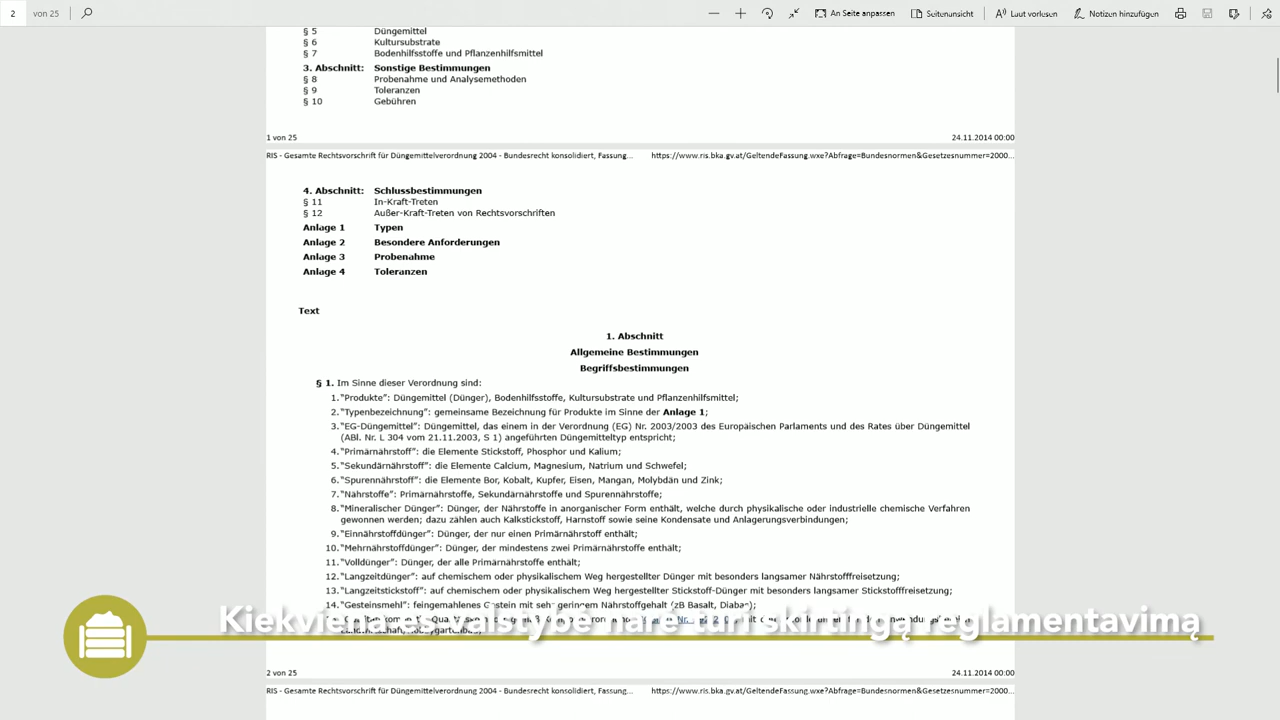 2 von 25
Laut vorlesen
Notizen hinzufügen
§ 5 Düngemittel
§ 6 Kultursubstrate
§ 7 Bodenhilfsstoffe und Pflanzenhilfsmittel
3. Abschnitt: Sonstige Bestimmungen
§ 8 Probenahme und Analysemethoden
§ 9 Toleranzen
§ 10 Gebühren
1 von 25 24.11.2014 00:00
RIS - Gesamte Rechtsvorschrift für Düngemittelverordnung 2004 - Bundesrecht konsolidiert, Fassung... https://www.ris.bka.gv.at/GeltendeFassung.wxe?Abfrage=Bundesnormen&Gesetzesnummer=2000...
4. Abschnitt: Schlussbestimmungen
§ 11 In-Kraft-Treten
§ 12 Außer-Kraft-Treten von Rechtsvorschriften
Anlage 1 Typen
Anlage 2 Besondere Anforderungen
Anlage 3 Probenahme
Anlage 4 Toleranzen
Text
1. Abschnitt
Allgemeine Bestimmungen
Begriffsbestimmungen
§ 1. Im Sinne dieser Verordnung sind:
1. “Produkte”: Düngemittel (Dünger), Bodenhilfsstoffe, Kultursubstrate und Pflanzenhilfsmittel;
2. “Typenbezeichnung”: gemeinsame Bezeichnung für Produkte im Sinne der Anlage 1;
3. “EG-Düngemittel”: Düngemittel, das einem in der Verordnung (EG) Nr. 2003/2003 des Europäischen Parlaments und des Rates über Düngemittel
(ABl. Nr. L 304 vom 21.11.2003, S 1) angeführten Düngemitteltyp entspricht;
4. “Primärnährstoff”: die Elemente Stickstoff, Phosphor und Kalium;
5. “Sekundärnährstoff”: die Elemente Calcium, Magnesium, Natrium und Schwefel;
6. “Spurennährstoff”: die Elemente Bor, Kobalt, Kupfer, Eisen, Mangan, Molybdän und Zink;
7. “Nährstoffe”: Primärnährstoffe, Sekundärnährstoffe und Spurennährstoffe;
8. “Mineralischer Dünger”: Dünger, der Nährstoffe in anorganischer Form enthält, welche durch physikalische oder industrielle chemische Verfahren
gewonnen werden; dazu zählen auch Kalkstickstoff, Harnstoff sowie seine Kondensate und Anlagerungsverbindungen;
9. “Einnährstoffdünger”: Dünger, der nur einen Primärnährstoff enthält;
10. “Mehrnährstoffdünger”: Dünger, der mindestens zwei Primärnährstoffe enthält;
11. “Volldünger”: Dünger, der alle Primärnährstoffe enthält;
12. “Langzeitdünger”: auf chemischem oder physikalischem Weg hergestellter Dünger mit besonders langsamer Nährstofffreisetzung;
13. “Langzeitstickstoff”: auf chemischem oder physikalischem Weg hergestellter Stickstoff-Dünger mit besonders langsamer Stickstofffreisetzung;
14. “Gesteinsmehl”: feingemahlenes Gestein mit sehr geringem Nährstoffgehalt (zB Basalt, Diabas);
Kiekviena ES valstybė narė turi skirtingą reglamentavimą
2 von 25 24.11.2014 00:00
RIS - Gesamte Rechtsvorschrift für Düngemittelverordnung 2004 - Bundesrecht konsolidiert, Fassung... https://www.ris.bka.gv.at/GeltendeFassung.wxe?Abfrage=Bundesnormen&Gesetzesnummer=2000...